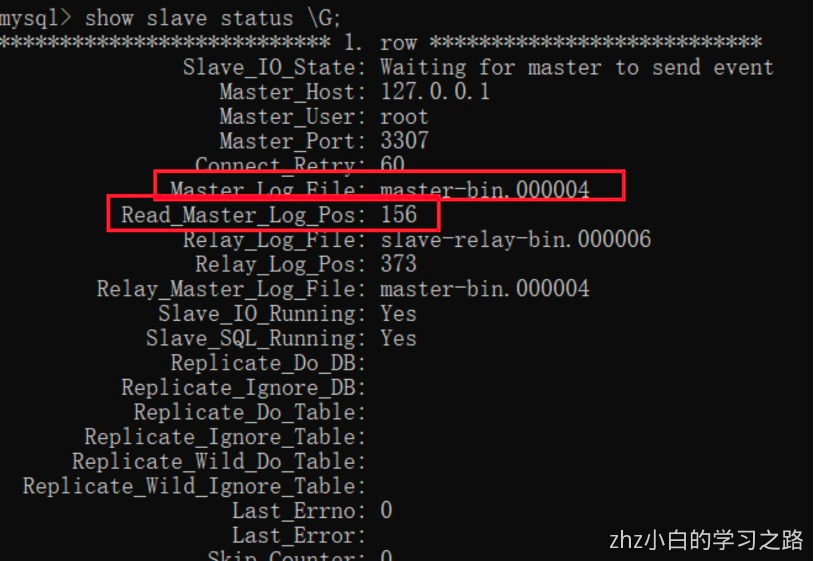 mysql> show slave status \G;
*************************** 1. row ***************************
Slave_IO_State: Waiting for master to send event
Master_Host: 127.0.0.1
Master_User: root
Master_Port: 3307
Connect_Retry: 60
Master_Log_File: master-bin.000004
Read_Master_Log_Pos: 156
Relay_Log_File: slave-relay-bin.000006
Relay_Log_Pos: 373
Relay_Master_Log_File: master-bin.000004
Slave_IO_Running: Yes
Slave_SQL_Running: Yes
Replicate_Do_DB:
Replicate_Ignore_DB:
Replicate_Do_Table:
Replicate_Ignore_Table:
Replicate_Wild_Do_Table:
Replicate_Wild_Ignore_Table:
Last_Errno: 0
Last_Error:
Skip_Counter: 0
zhz小白的学习之路